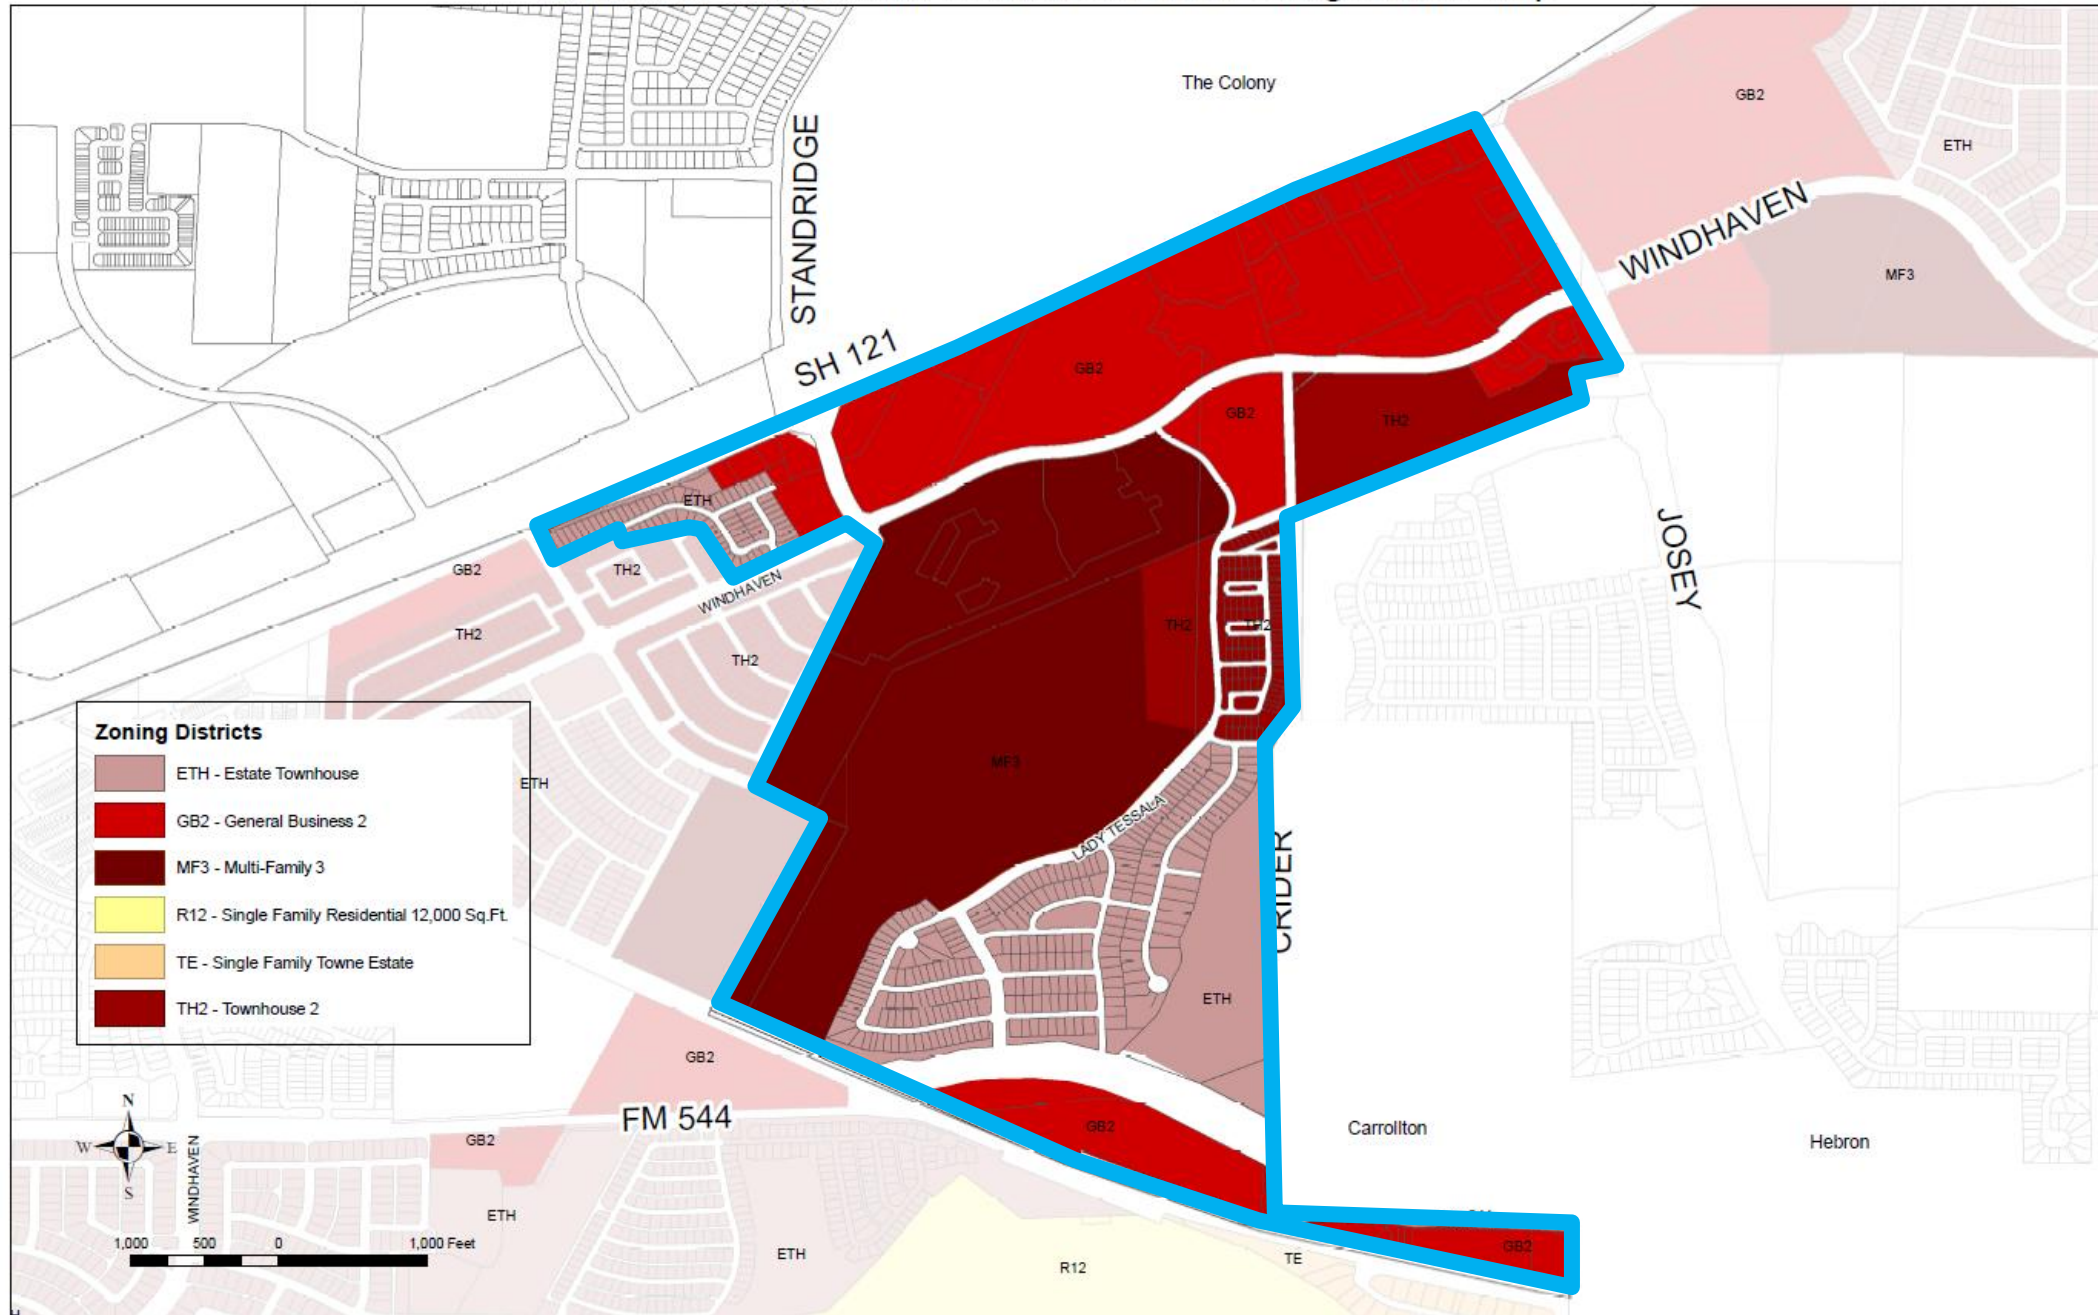 The Colony
GB2
ETH
STANDRIDGE
WINDHAVEN
MF3
SH 121
GB2
GB2
TH2
ETH
JOSEY
GB2
TH2
WINDHAVEN
TH2
TH2
TH2
TH2
Zoning Districts
ETH - Estate Townhouse
GB2 - General Business 2
MF3 - Multi-Family 3
R12 - Single Family Residential 12,000 Sq.Ft.
TE - Single Family Towne Estate
TH2 - Townhouse 2
ETH
MF3
LADY TESSALA
CRIDER
ETH
GB2
FM 544
GB2
Carrollton
Hebron
N
W
E
S
WINDHAVEN
GB2
ETH
ETH
R12
TE
GB2
1,000
500
0
1,000 Feet